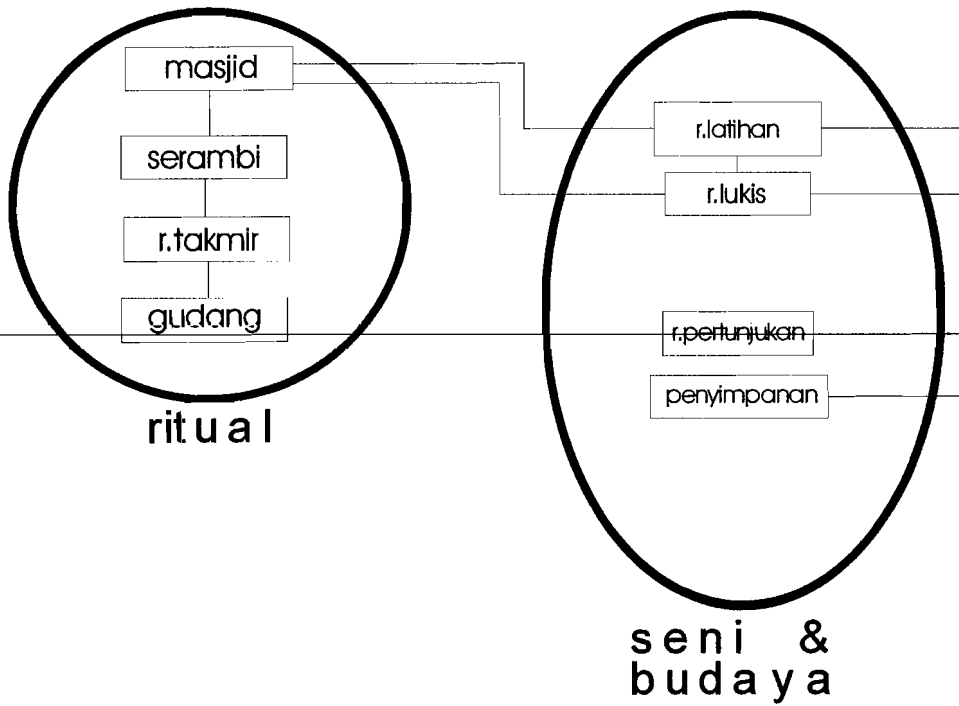 masjid
serambi
r.takmir
gudang
ritual
r.latihan
r.lukis
r.pertunjukan
penyimpanan
seni &
budaya